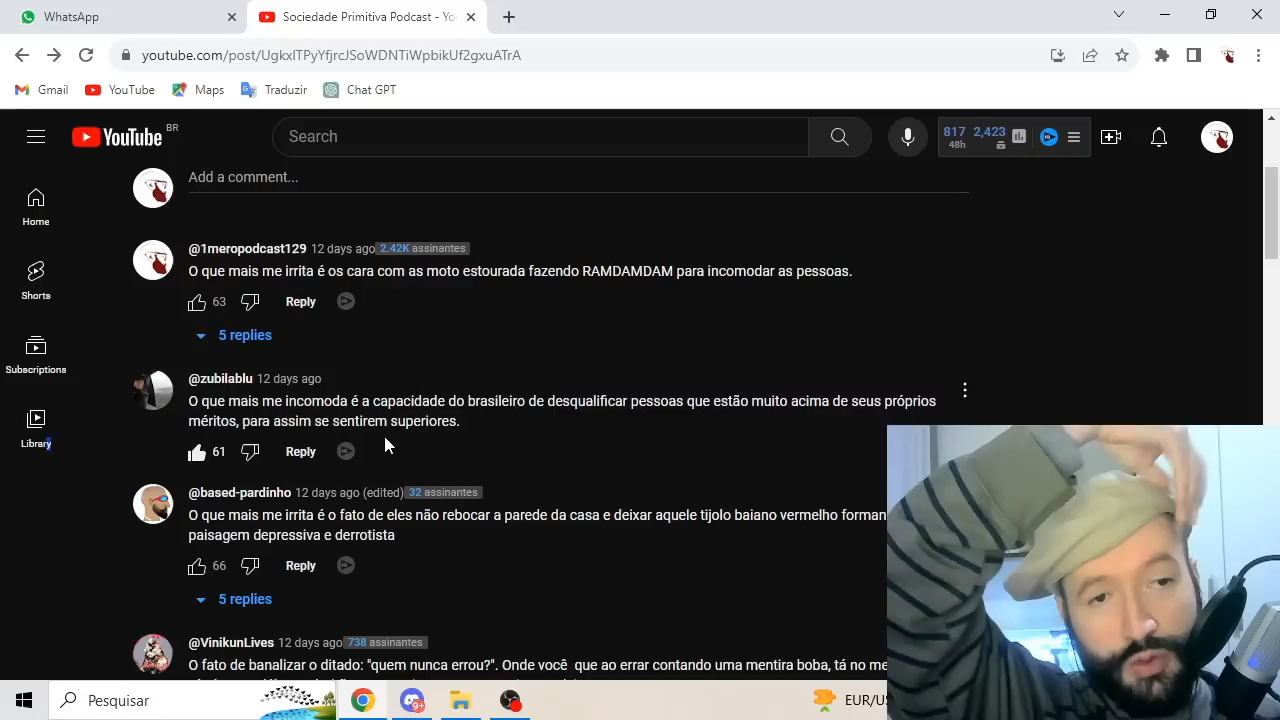 WhatsApp
Sociedade Primitiva Podcast - Yo
youtube.com/post/UgkxlTPyYfjrcJSoWDNTiWpbikUf2gxuATrA
Gmail YouTube Maps Traduzir Chat GPT
YouTube BR
Search
817 2,423
48h
Add a comment...
Home
Shorts
Subscriptions
Library
@1meropodcast129 12 days ago 2.42K assinantes
O que mais me irrita é os cara com as moto estourada fazendo RAMDAMDAM para incomodar as pessoas.
63 Reply
5 replies
@zubilablu 12 days ago
O que mais me incomoda é a capacidade do brasileiro de desqualificar pessoas que estão muito acima de seus próprios
méritos, para assim se sentirem superiores.
61 Reply
@based-pardinho 12 days ago (edited) 32 assinantes
O que mais me irrita é o fato de eles não rebocar a parede da casa e deixar aquele tijolo baiano vermelho forman
paisagem depressiva e derrotista
66 Reply
5 replies
@VinikunLives 12 days ago 738 assinantes
O fato de banalizar o ditado: "quem nunca errou?". Onde você que ao errar contando uma mentira boba, tá no me
Pesquisar
9+
EUR/US